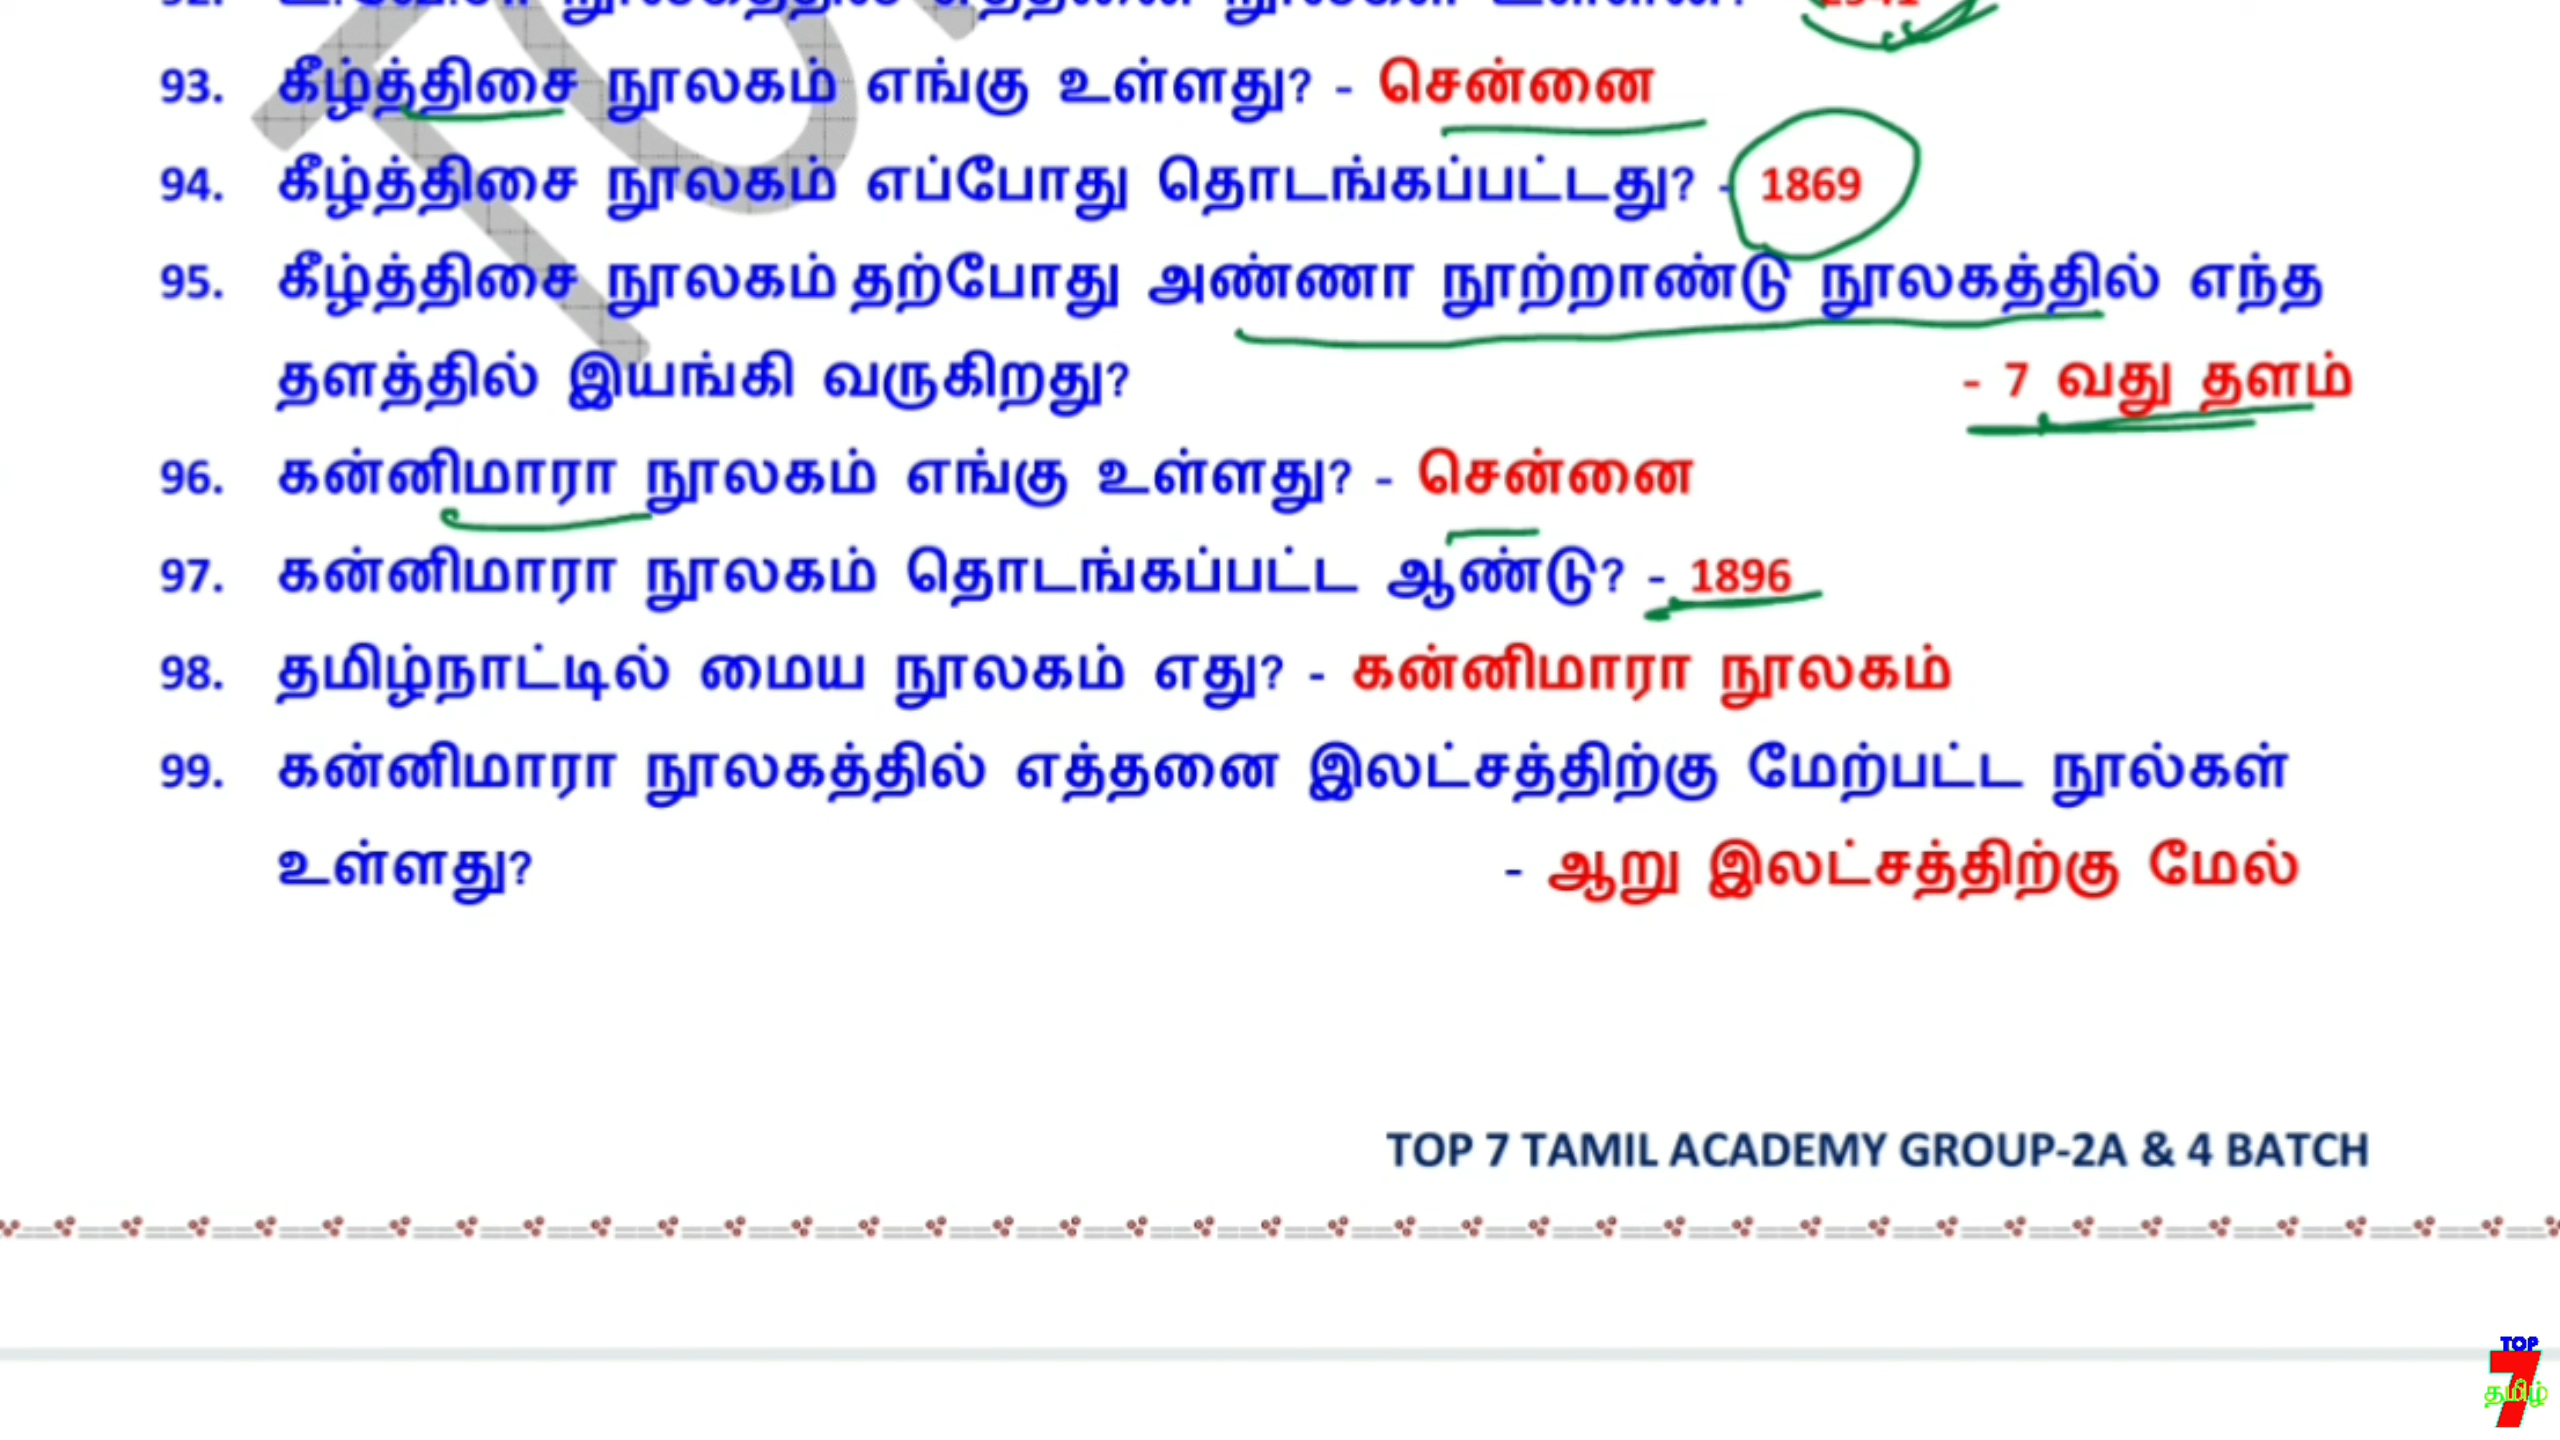 93. கீழ்த்திசை நூலகம் எங்கு உள்ளது? - சென்னை
94. கீழ்த்திசை நூலகம் எப்போது தொடங்கப்பட்டது? - 1869
95. கீழ்த்திசை நூலகம் தற்போது அண்ணா நூற்றாண்டு நூலகத்தில் எந்த
தளத்தில் இயங்கி வருகிறது? - 7 வது தளம்
96. கன்னிமாரா நூலகம் எங்கு உள்ளது? - சென்னை
97. கன்னிமாரா நூலகம் தொடங்கப்பட்ட ஆண்டு? - 1896
98. தமிழ்நாட்டில் மைய நூலகம் எது? - கன்னிமாரா நூலகம்
99. கன்னிமாரா நூலகத்தில் எத்தனை இலட்சத்திற்கு மேற்பட்ட நூல்கள்
உள்ளது? - ஆறு இலட்சத்திற்கு மேல்
TOP 7 TAMIL ACADEMY GROUP-2A & 4 BATCH
TOP
7
தமிழ்